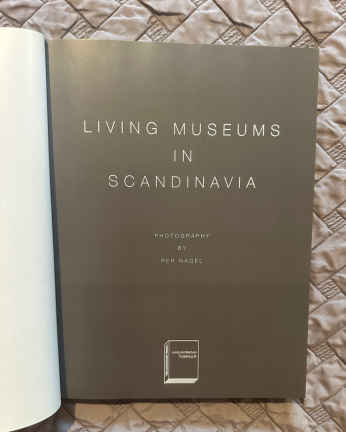 LIVING MUSEUMS
IN
SCANDINAVIA
PHOTOGRAPHY
BY
PER NAGEL